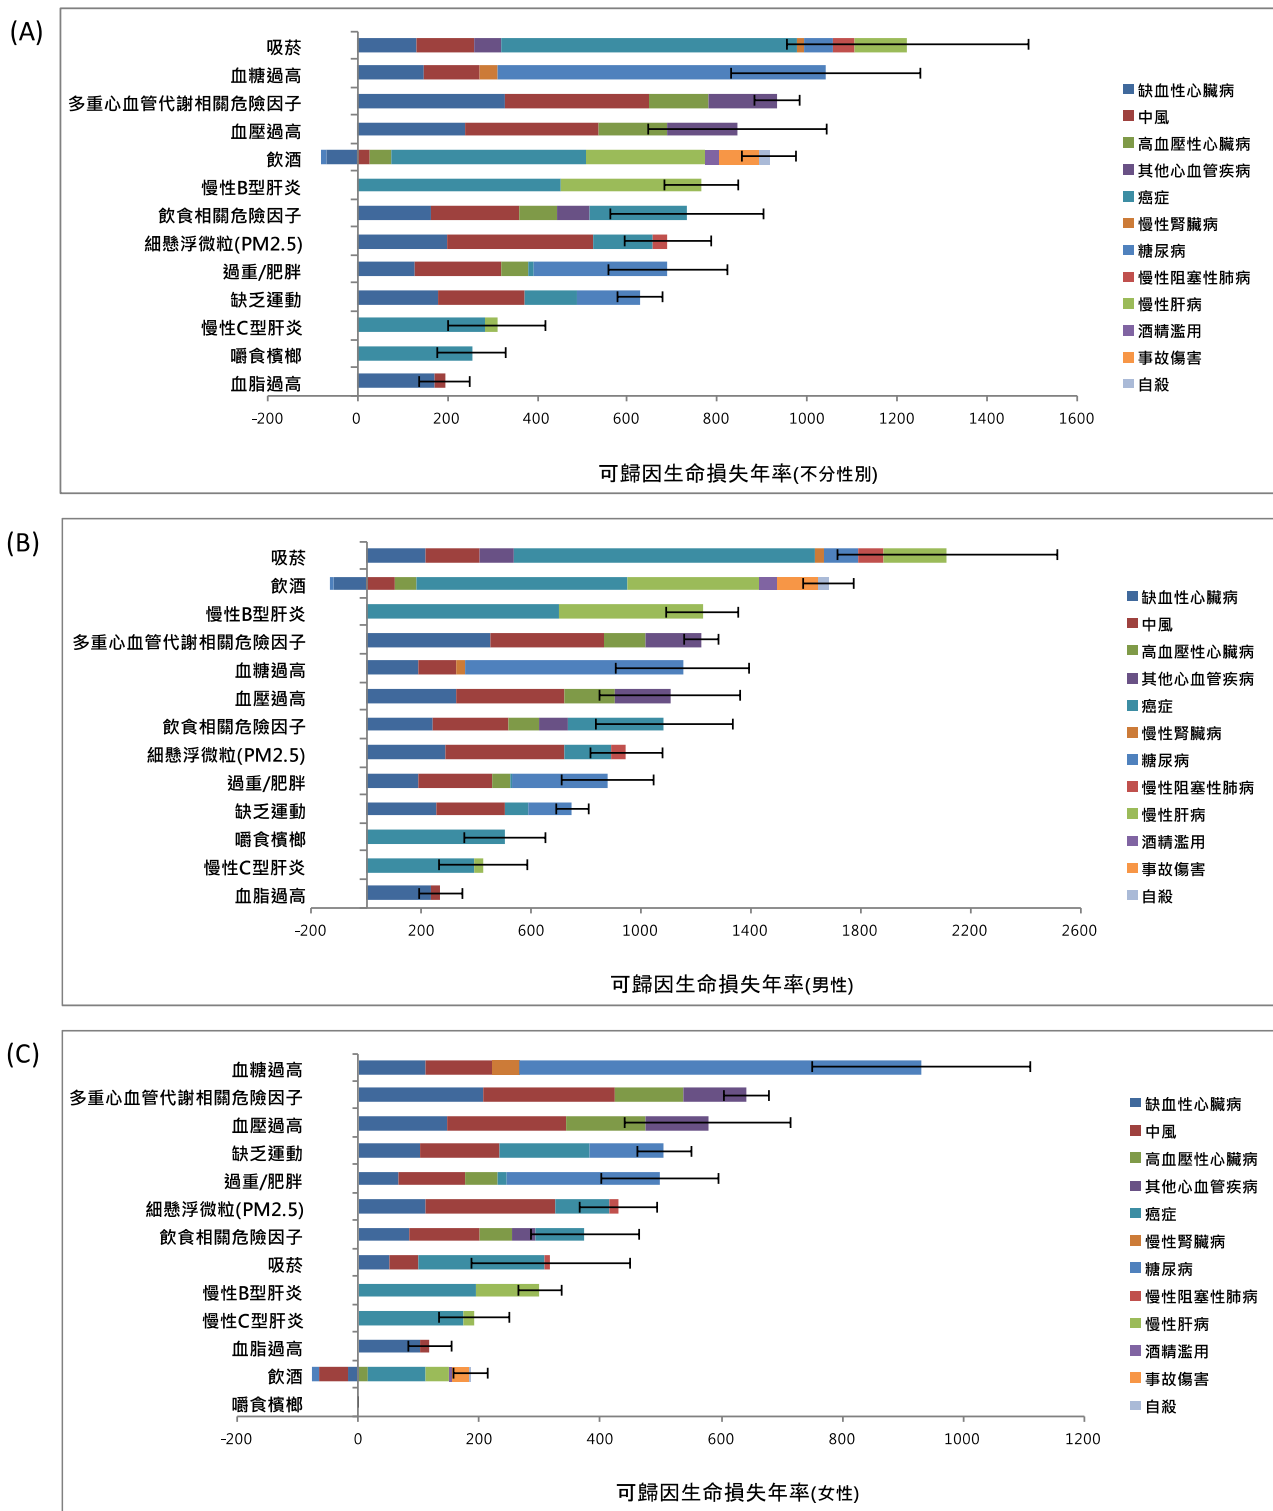 (A)
吸菸
血糖過高
多重心血管代謝相關危險因子
血壓過高
飲酒
慢性B型肝炎
飲食相關危險因子
細懸浮微粒(PM2.5)
過重/肥胖
缺乏運動
慢性C型肝炎
嚼食檳榔
血脂過高
-200 0 200 400 600 800 1000 1200 1400 1600
可歸因生命損失年率(不分性別)
缺血性心臟病
中風
高血壓性心臟病
其他心血管疾病
癌症
慢性腎臟病
糖尿病
慢性阻塞性肺病
慢性肝病
酒精濫用
事故傷害
自殺
(B)
吸菸
飲酒
慢性B型肝炎
多重心血管代謝相關危險因子
血糖過高
血壓過高
飲食相關危險因子
細懸浮微粒(PM2.5)
過重/肥胖
缺乏運動
嚼食檳榔
慢性C型肝炎
血脂過高
-200 200 600 1000 1400 1800 2200 2600
可歸因生命損失年率(男性)
缺血性心臟病
中風
高血壓性心臟病
其他心血管疾病
癌症
慢性腎臟病
糖尿病
慢性阻塞性肺病
慢性肝病
酒精濫用
事故傷害
自殺
(C)
血糖過高
多重心血管代謝相關危險因子
血壓過高
缺乏運動
過重/肥胖
細懸浮微粒(PM2.5)
飲食相關危險因子
吸菸
慢性B型肝炎
慢性C型肝炎
血脂過高
飲酒
嚼食檳榔
-200 0 200 400 600 800 1000 1200
可歸因生命損失年率(女性)
缺血性心臟病
中風
高血壓性心臟病
其他心血管疾病
癌症
慢性腎臟病
糖尿病
慢性阻塞性肺病
慢性肝病
酒精濫用
事故傷害
自殺